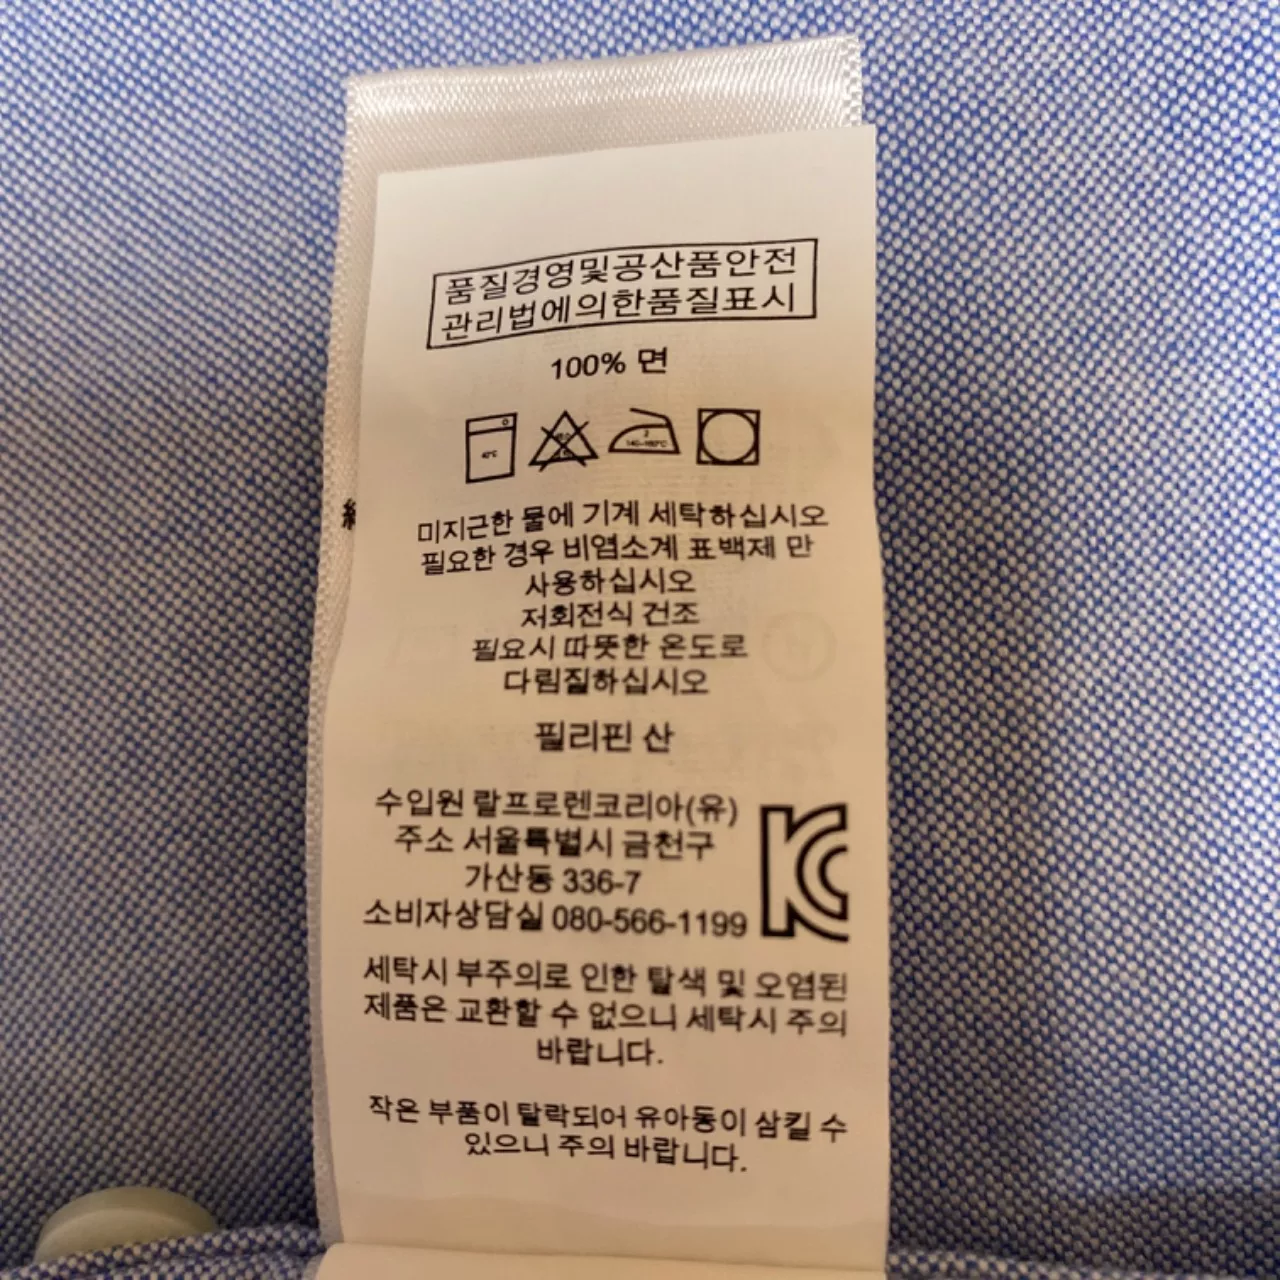 품질경영및공산품안전
관리법에의한품질표시
100% 면
40℃
2
140~160℃
미지근한 물에 기계 세탁하십시오
필요한 경우 비염소계 표백제 만
사용하십시오
저회전식 건조
필요시 따뜻한 온도로
다림질하십시오
필리핀 산
수입원 랄프로렌코리아(유)
주소 서울특별시 금천구
가산동 336-7
소비자상담실 080-566-1199
세탁시 부주의로 인한 탈색 및 오염된
제품은 교환할 수 없으니 세탁시 주의
바랍니다.
작은 부품이 탈락되어 유아동이 삼킬 수
있으니 주의 바랍니다.